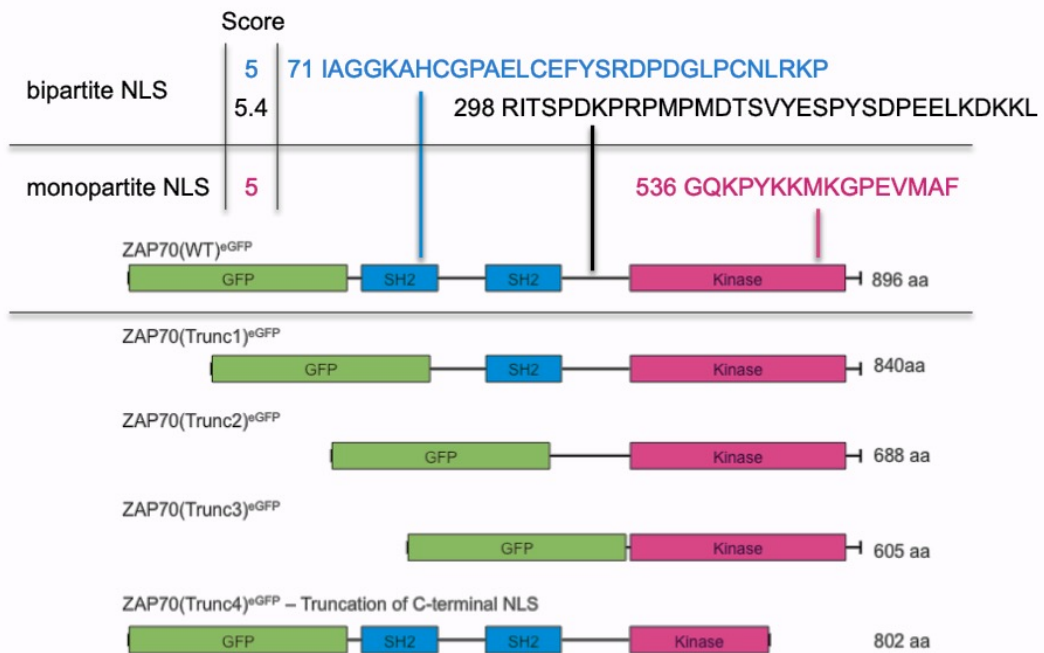 Score
bipartite NLS
5 71 IAGGKAHCGPAELCEFYSRDPDGLPCNLRKP
5.4 298 RITSPDKPRPMPMDTSVYESPYSDPEELKDKKL
monopartite NLS 5 536 GQKPYKKMKGPEVMAF
ZAP70(WT)eGFP
GFP SH2 SH2 Kinase 896 aa
ZAP70(Trunc1)eGFP
GFP SH2 Kinase 840aa
ZAP70(Trunc2)eGFP
GFP Kinase 688 aa
ZAP70(Trunc3)eGFP
GFP Kinase 605 aa
ZAP70(Trunc4)eGFP – Truncation of C-terminal NLS
GFP SH2 SH2 Kinase 802 aa